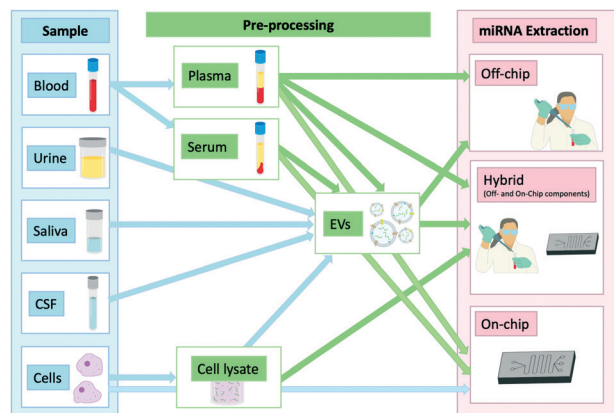 Sample
Pre-processing
miRNA Extraction
Blood
Plasma
Off-chip
Urine
Serum
Hybrid
(Off- and On-Chip components)
Saliva
EVs
CSF
On-chip
Cells
Cell lysate